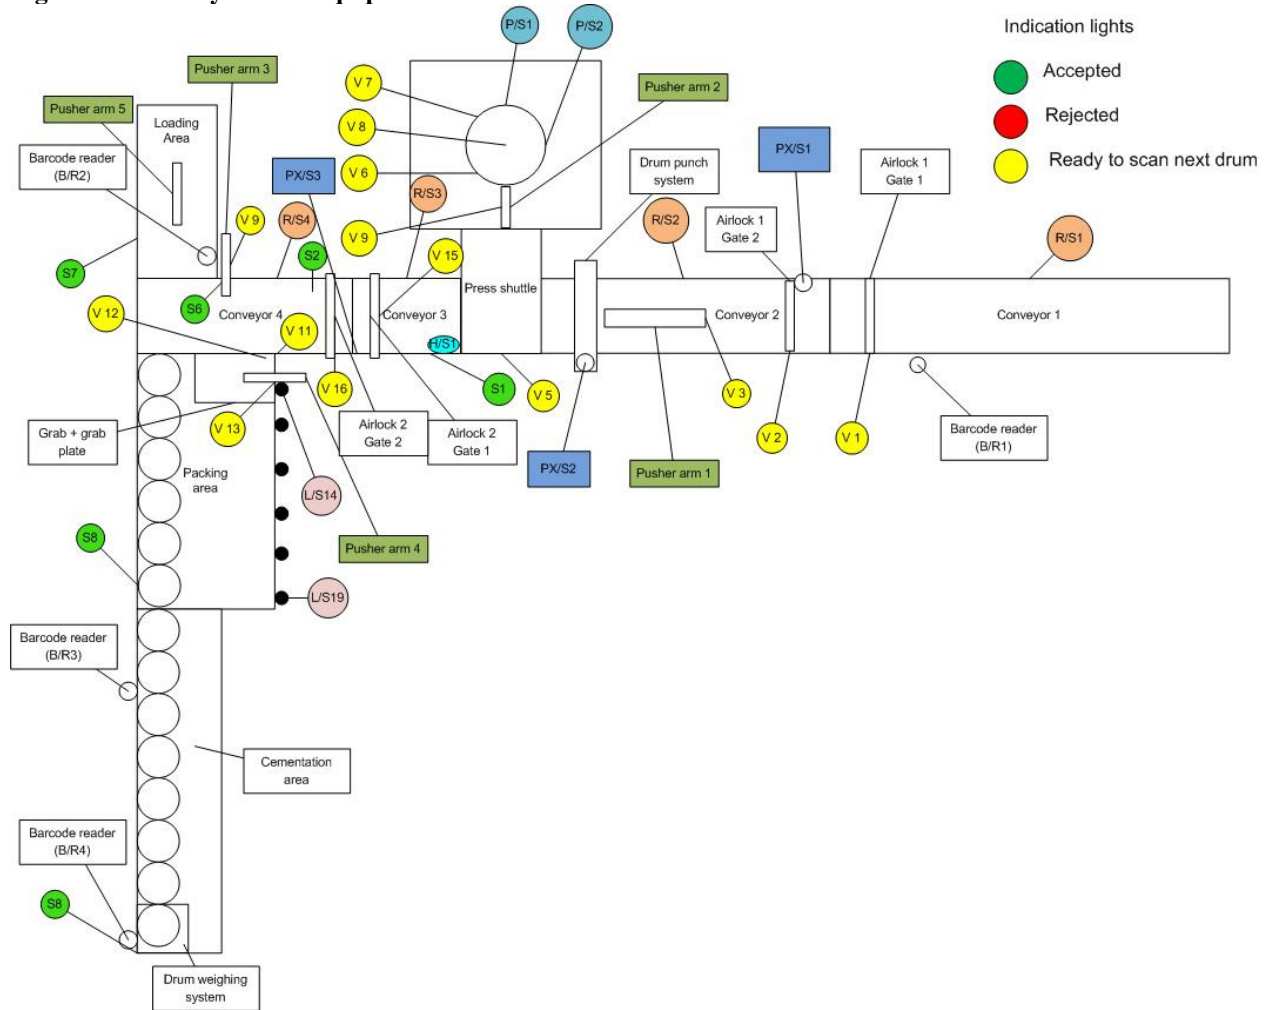 P/S1
P/S2
Indication lights
Accepted
Rejected
Ready to scan next drum
Pusher arm 3
Pusher arm 5
Loading
Area
Barcode reader
(B/R2)
V 7
V 8
V 6
V 9
Pusher arm 2
PX/S3
R/S3
R/S4
V 9
Drum punch
system
PX/S1
Airlock 1
Gate 1
Airlock 1
Gate 2
R/S2
R/S1
S7
S2
S6
V 15
Press shuttle
V 12
Conveyor 4
V 11
Conveyor 3
H/S1
Conveyor 2
Conveyor 1
V 16
S1
V 5
V 3
V 2
V 1
Barcode reader
(B/R1)
Grab + grab
plate
V 13
Airlock 2
Gate 2
Airlock 2
Gate 1
PX/S2
Pusher arm 1
Packing
area
L/S14
Pusher arm 4
S8
L/S19
Barcode reader
(B/R3)
Cementation
area
Barcode reader
(B/R4)
S8
Drum weighing
system